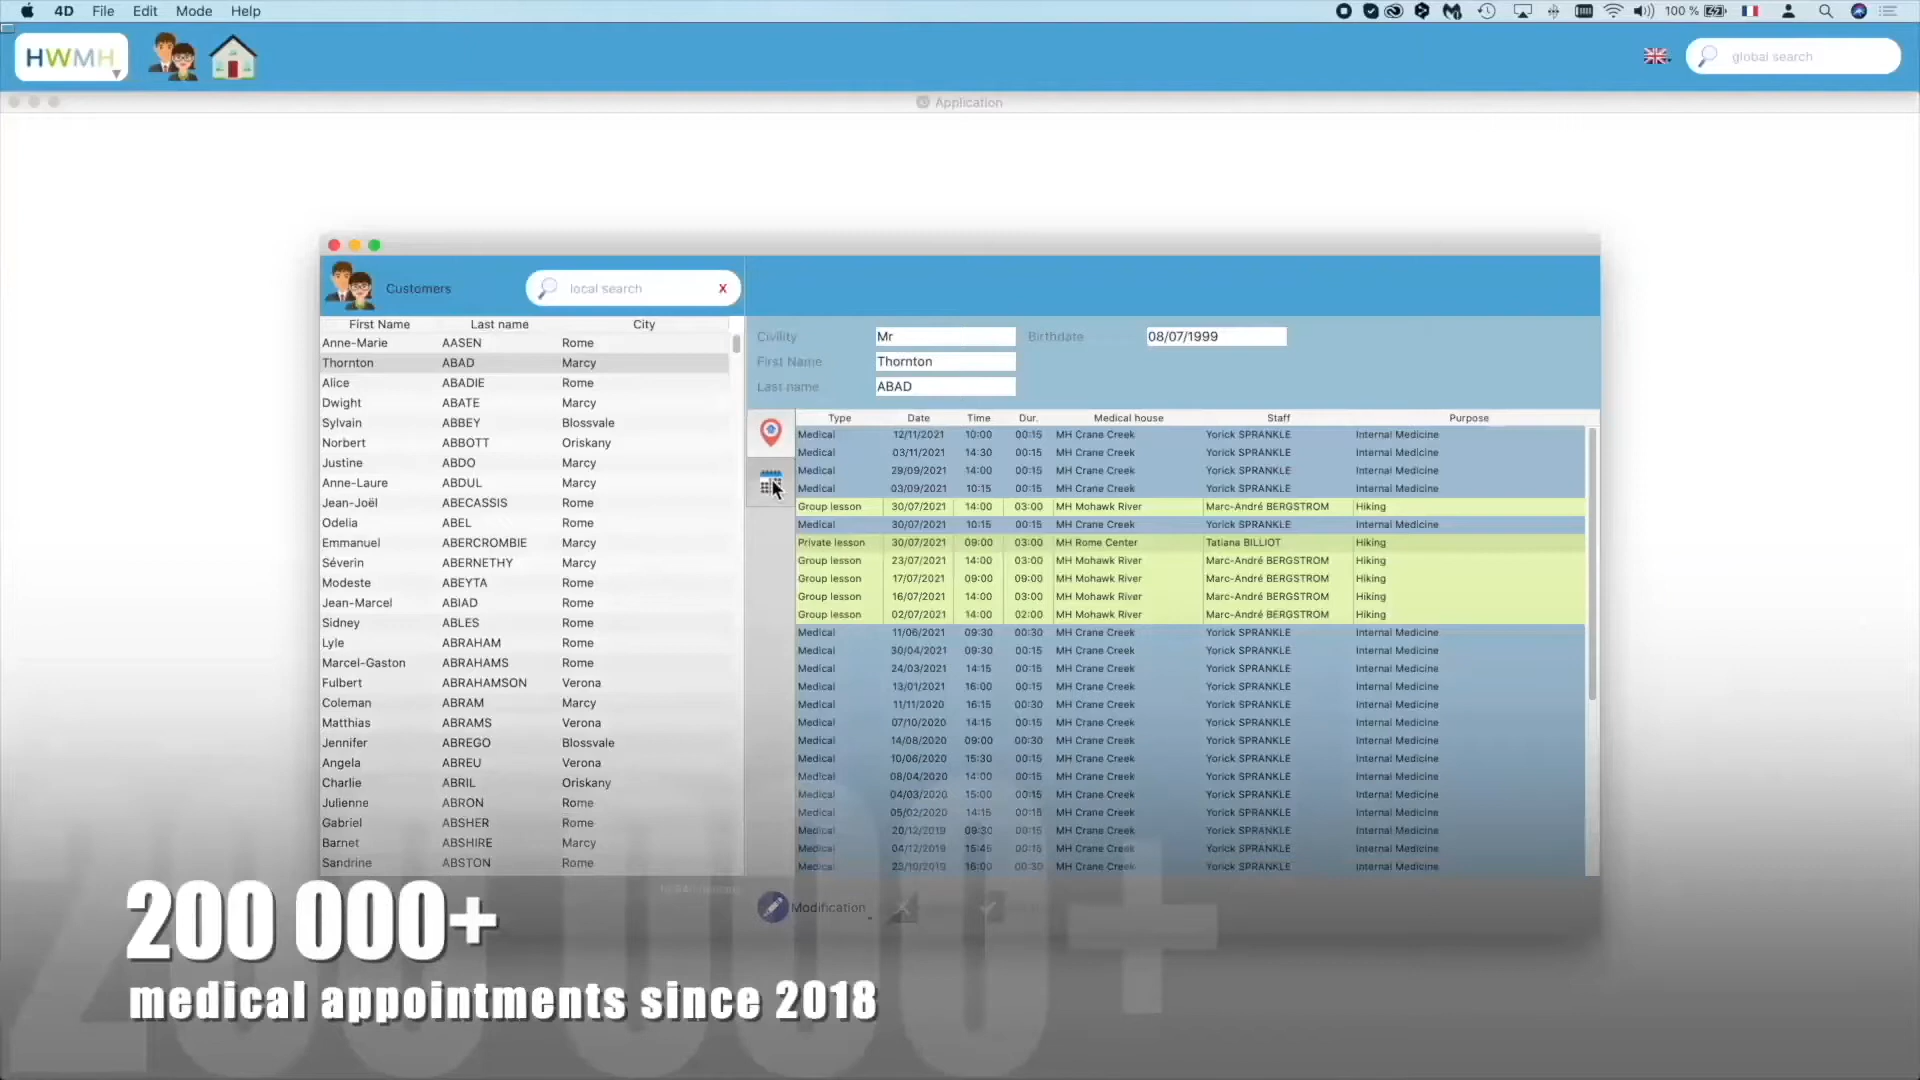 4D File Edit Mode Help 100 %
HWMH global search
Application
Customers local search X
First Name Last name City
Anne-Marie AASEN Rome
Thornton ABAD Marcy
Alice ABADIE Rome
Dwight ABATE Marcy
Sylvain ABBEY Blossvale
Norbert ABBOTT Oriskany
Justine ABDO Marcy
Anne-Laure ABDUL Marcy
Jean-Joël ABECASSIS Rome
Odelia ABEL Rome
Emmanuel ABERCROMBIE Marcy
Séverin ABERNETHY Marcy
Modeste ABEYTA Rome
Jean-Marcel ABIAD Rome
Sidney ABLES Rome
Lyle ABRAHAM Rome
Marcel-Gaston ABRAHAMS Rome
Fulbert ABRAHAMSON Verona
Coleman ABRAM Marcy
Matthias ABRAMS Verona
Jennifer ABREGO Blossvale
Angela ABREU Verona
Charlie ABRIL Oriskany
Julienne ABRON Rome
Gabriel ABSHER Rome
Barnet ABSHIRE Marcy
Sandrine ABSTON Rome
Civility Mr Birthdate 08/07/1999
First Name Thornton
Last name ABAD
Type Date Time Dur. Medical house Staff Purpose
Medical 12/11/2021 10:00 00:15 MH Crane Creek Yorick SPRANKLE Internal Medicine
Medical 03/11/2021 14:30 00:15 MH Crane Creek Yorick SPRANKLE Internal Medicine
Medical 29/09/2021 14:00 00:15 MH Crane Creek Yorick SPRANKLE Internal Medicine
Medical 03/09/2021 10:15 00:15 MH Crane Creek Yorick SPRANKLE Internal Medicine
Group lesson 30/07/2021 14:00 03:00 MH Mohawk River Marc-André BERGSTROM Hiking
Medical 30/07/2021 10:15 00:15 MH Crane Creek Yorick SPRANKLE Internal Medicine
Private lesson 30/07/2021 09:00 03:00 MH Rome Center Tatiana BILLIOT Hiking
Group lesson 23/07/2021 14:00 03:00 MH Mohawk River Marc-André BERGSTROM Hiking
Group lesson 17/07/2021 09:00 09:00 MH Mohawk River Marc-André BERGSTROM Hiking
Group lesson 16/07/2021 14:00 03:00 MH Mohawk River Marc-André BERGSTROM Hiking
Group lesson 02/07/2021 14:00 02:00 MH Mohawk River Marc-André BERGSTROM Hiking
Medical 11/06/2021 09:30 00:30 MH Crane Creek Yorick SPRANKLE Internal Medicine
Medical 30/04/2021 09:30 00:15 MH Crane Creek Yorick SPRANKLE Internal Medicine
Medical 24/03/2021 14:15 00:15 MH Crane Creek Yorick SPRANKLE Internal Medicine
Medical 13/01/2021 16:00 00:15 MH Crane Creek Yorick SPRANKLE Internal Medicine
Medical 11/11/2020 16:15 00:30 MH Crane Creek Yorick SPRANKLE Internal Medicine
Medical 07/10/2020 14:15 00:15 MH Crane Creek Yorick SPRANKLE Internal Medicine
Medical 14/08/2020 09:00 00:30 MH Crane Creek Yorick SPRANKLE Internal Medicine
Medical 10/06/2020 15:30 00:15 MH Crane Creek Yorick SPRANKLE Internal Medicine
Medical 08/04/2020 14:00 00:15 MH Crane Creek Yorick SPRANKLE Internal Medicine
Medical 04/03/2020 15:00 00:15 MH Crane Creek Yorick SPRANKLE Internal Medicine
Medical 05/02/2020 14:15 00:15 MH Crane Creek Yorick SPRANKLE Internal Medicine
Medical 20/12/2019 09:30 00:15 MH Crane Creek Yorick SPRANKLE Internal Medicine
Medical 04/12/2019 15:45 00:15 MH Crane Creek Yorick SPRANKLE Internal Medicine
Medical 23/10/2019 16:00 00:30 MH Crane Creek Yorick SPRANKLE Internal Medicine
Modification
200 000+
medical appointments since 2018
200 000+